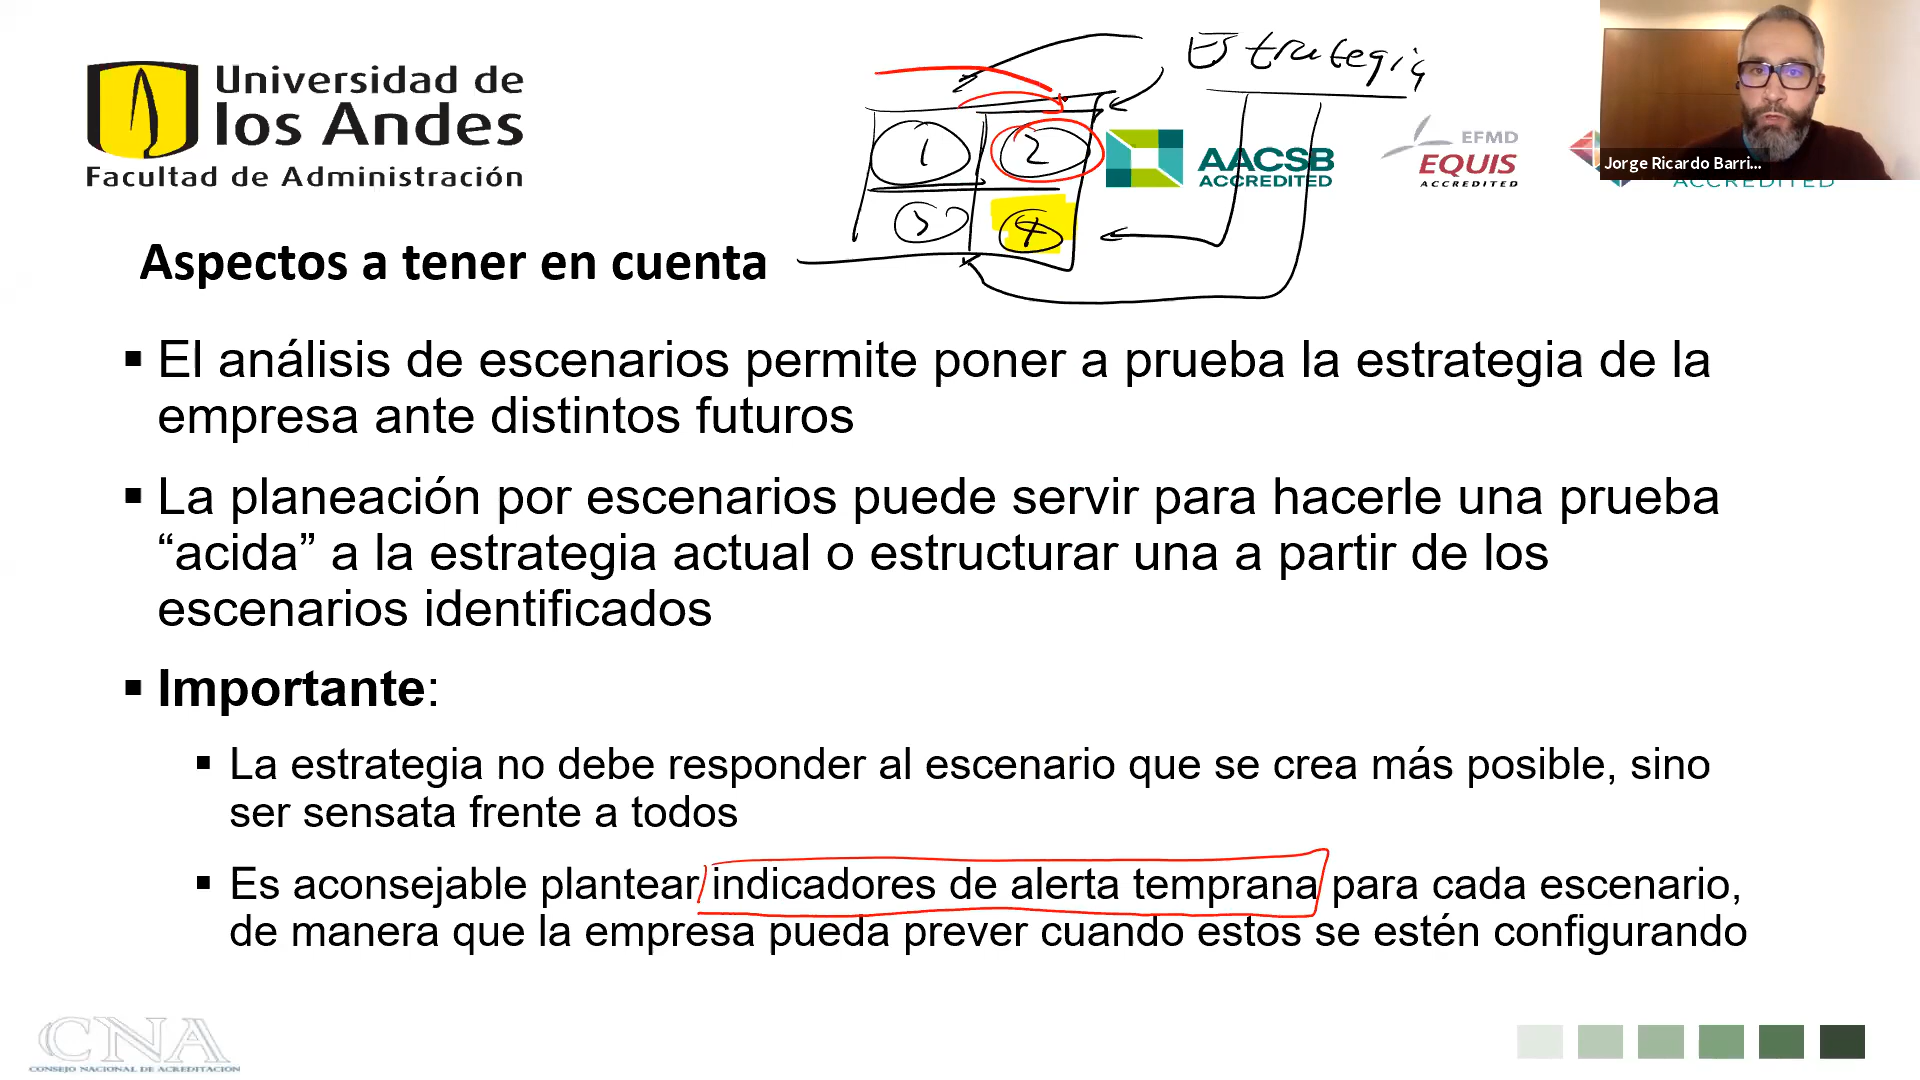 Universidad de
los Andes
Facultad de Administración
Estrategia
1
2
3
4
AACSB
ACCREDITED
EFMD
EQUIS
ACCREDITED
ACCREDITED
Jorge Ricardo Barri...
Aspectos a tener en cuenta
▪ El análisis de escenarios permite poner a prueba la estrategia de la
empresa ante distintos futuros
▪ La planeación por escenarios puede servir para hacerle una prueba
“acida” a la estrategia actual o estructurar una a partir de los
escenarios identificados
▪ Importante:
▪ La estrategia no debe responder al escenario que se crea más posible, sino
ser sensata frente a todos
▪ Es aconsejable plantear indicadores de alerta temprana para cada escenario,
de manera que la empresa pueda prever cuando estos se estén configurando
CNA
CONSEJO NACIONAL DE ACREDITACIÓN